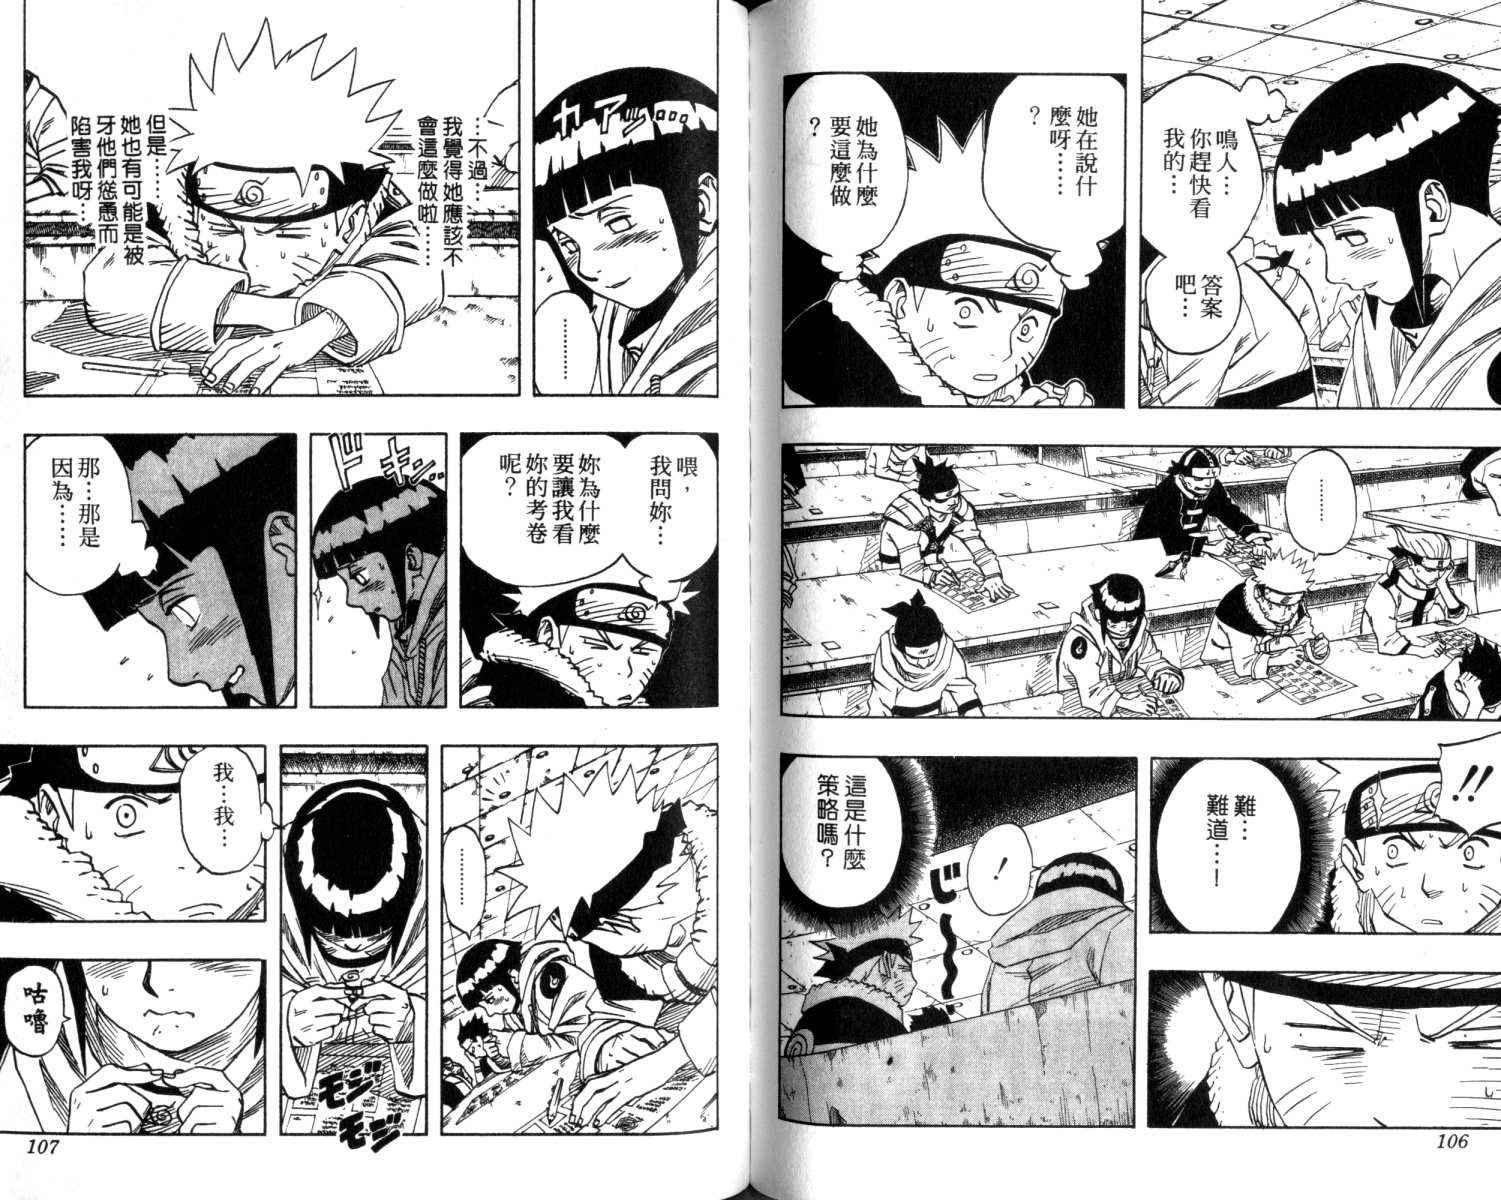 鳴人…
你趕快看
我的…
答案
吧…
她在說什
麼呀……
？
她為什麼
要這麼做
？
…………
!!
難…
難道…！
！
じ〜〜
這是什麼
策略嗎？
106
カアッ…
…………
…不過…
我覺得她應該不
會這麼做啦……
但是……
她也有可能是被
牙他們慫恿而
陷害我呀…
喂，
我問妳…
妳為什麼
要讓我看
妳的考卷
呢？
ドキン…
那…那是
因為……
…………
モジ
モジ
我…我…
咕嚕
107